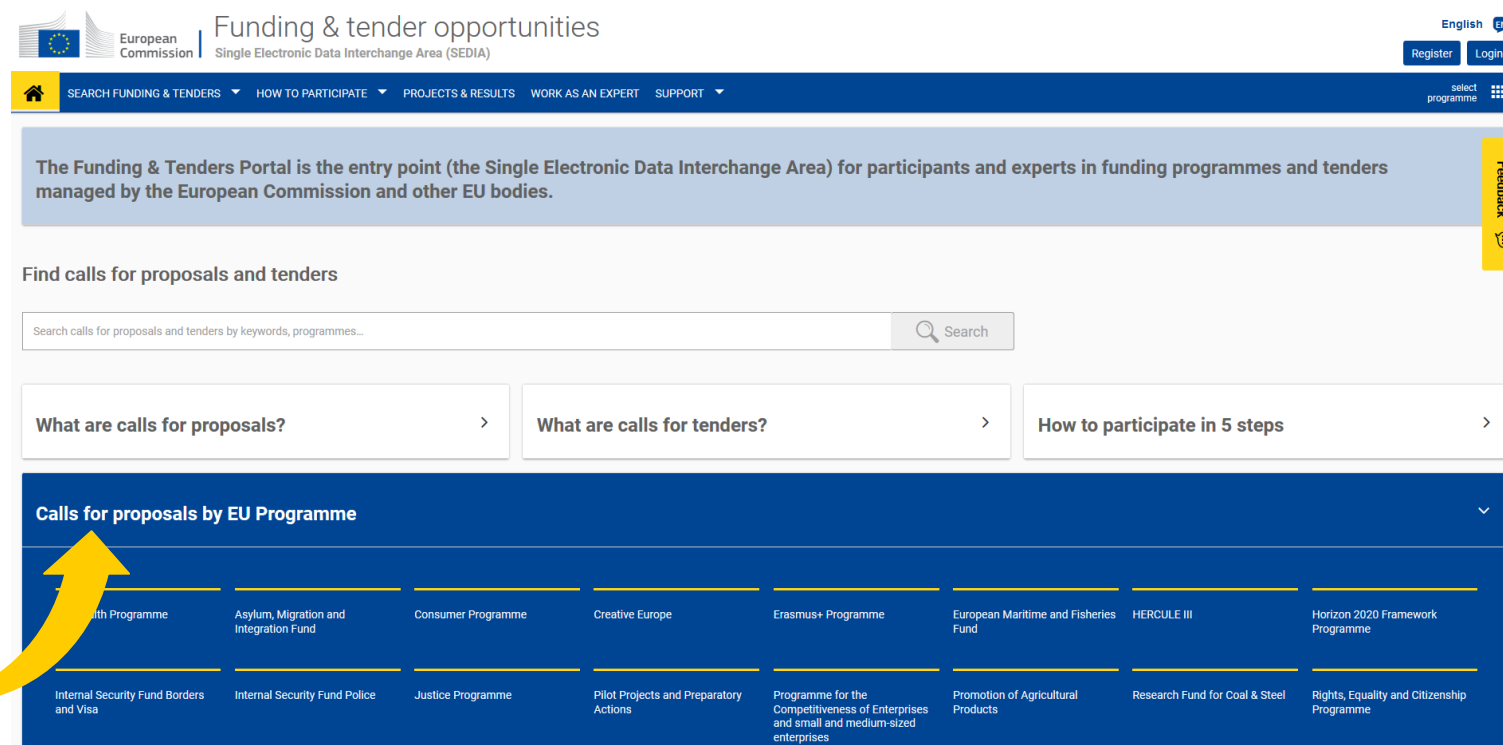 European
Commission
Funding & tender opportunities
Single Electronic Data Interchange Area (SEDIA)
English
Register
Login
SEARCH FUNDING & TENDERS
HOW TO PARTICIPATE
PROJECTS & RESULTS
WORK AS AN EXPERT
SUPPORT
select
programme
The Funding & Tenders Portal is the entry point (the Single Electronic Data Interchange Area) for participants and experts in funding programmes and tenders
managed by the European Commission and other EU bodies.
Feedback
Find calls for proposals and tenders
Search calls for proposals and tenders by keywords, programmes...
Search
What are calls for proposals?
What are calls for tenders?
How to participate in 5 steps
Calls for proposals by EU Programme
Programme
Asylum, Migration and
Integration Fund
Consumer Programme
Creative Europe
Erasmus+ Programme
European Maritime and Fisheries
Fund
HERCULE III
Horizon 2020 Framework
Programme
Internal Security Fund Borders
and Visa
Internal Security Fund Police
Justice Programme
Pilot Projects and Preparatory
Actions
Programme for the
Competitiveness of Enterprises
and small and medium-sized
enterprises
Promotion of Agricultural
Products
Research Fund for Coal & Steel
Rights, Equality and Citizenship
Programme